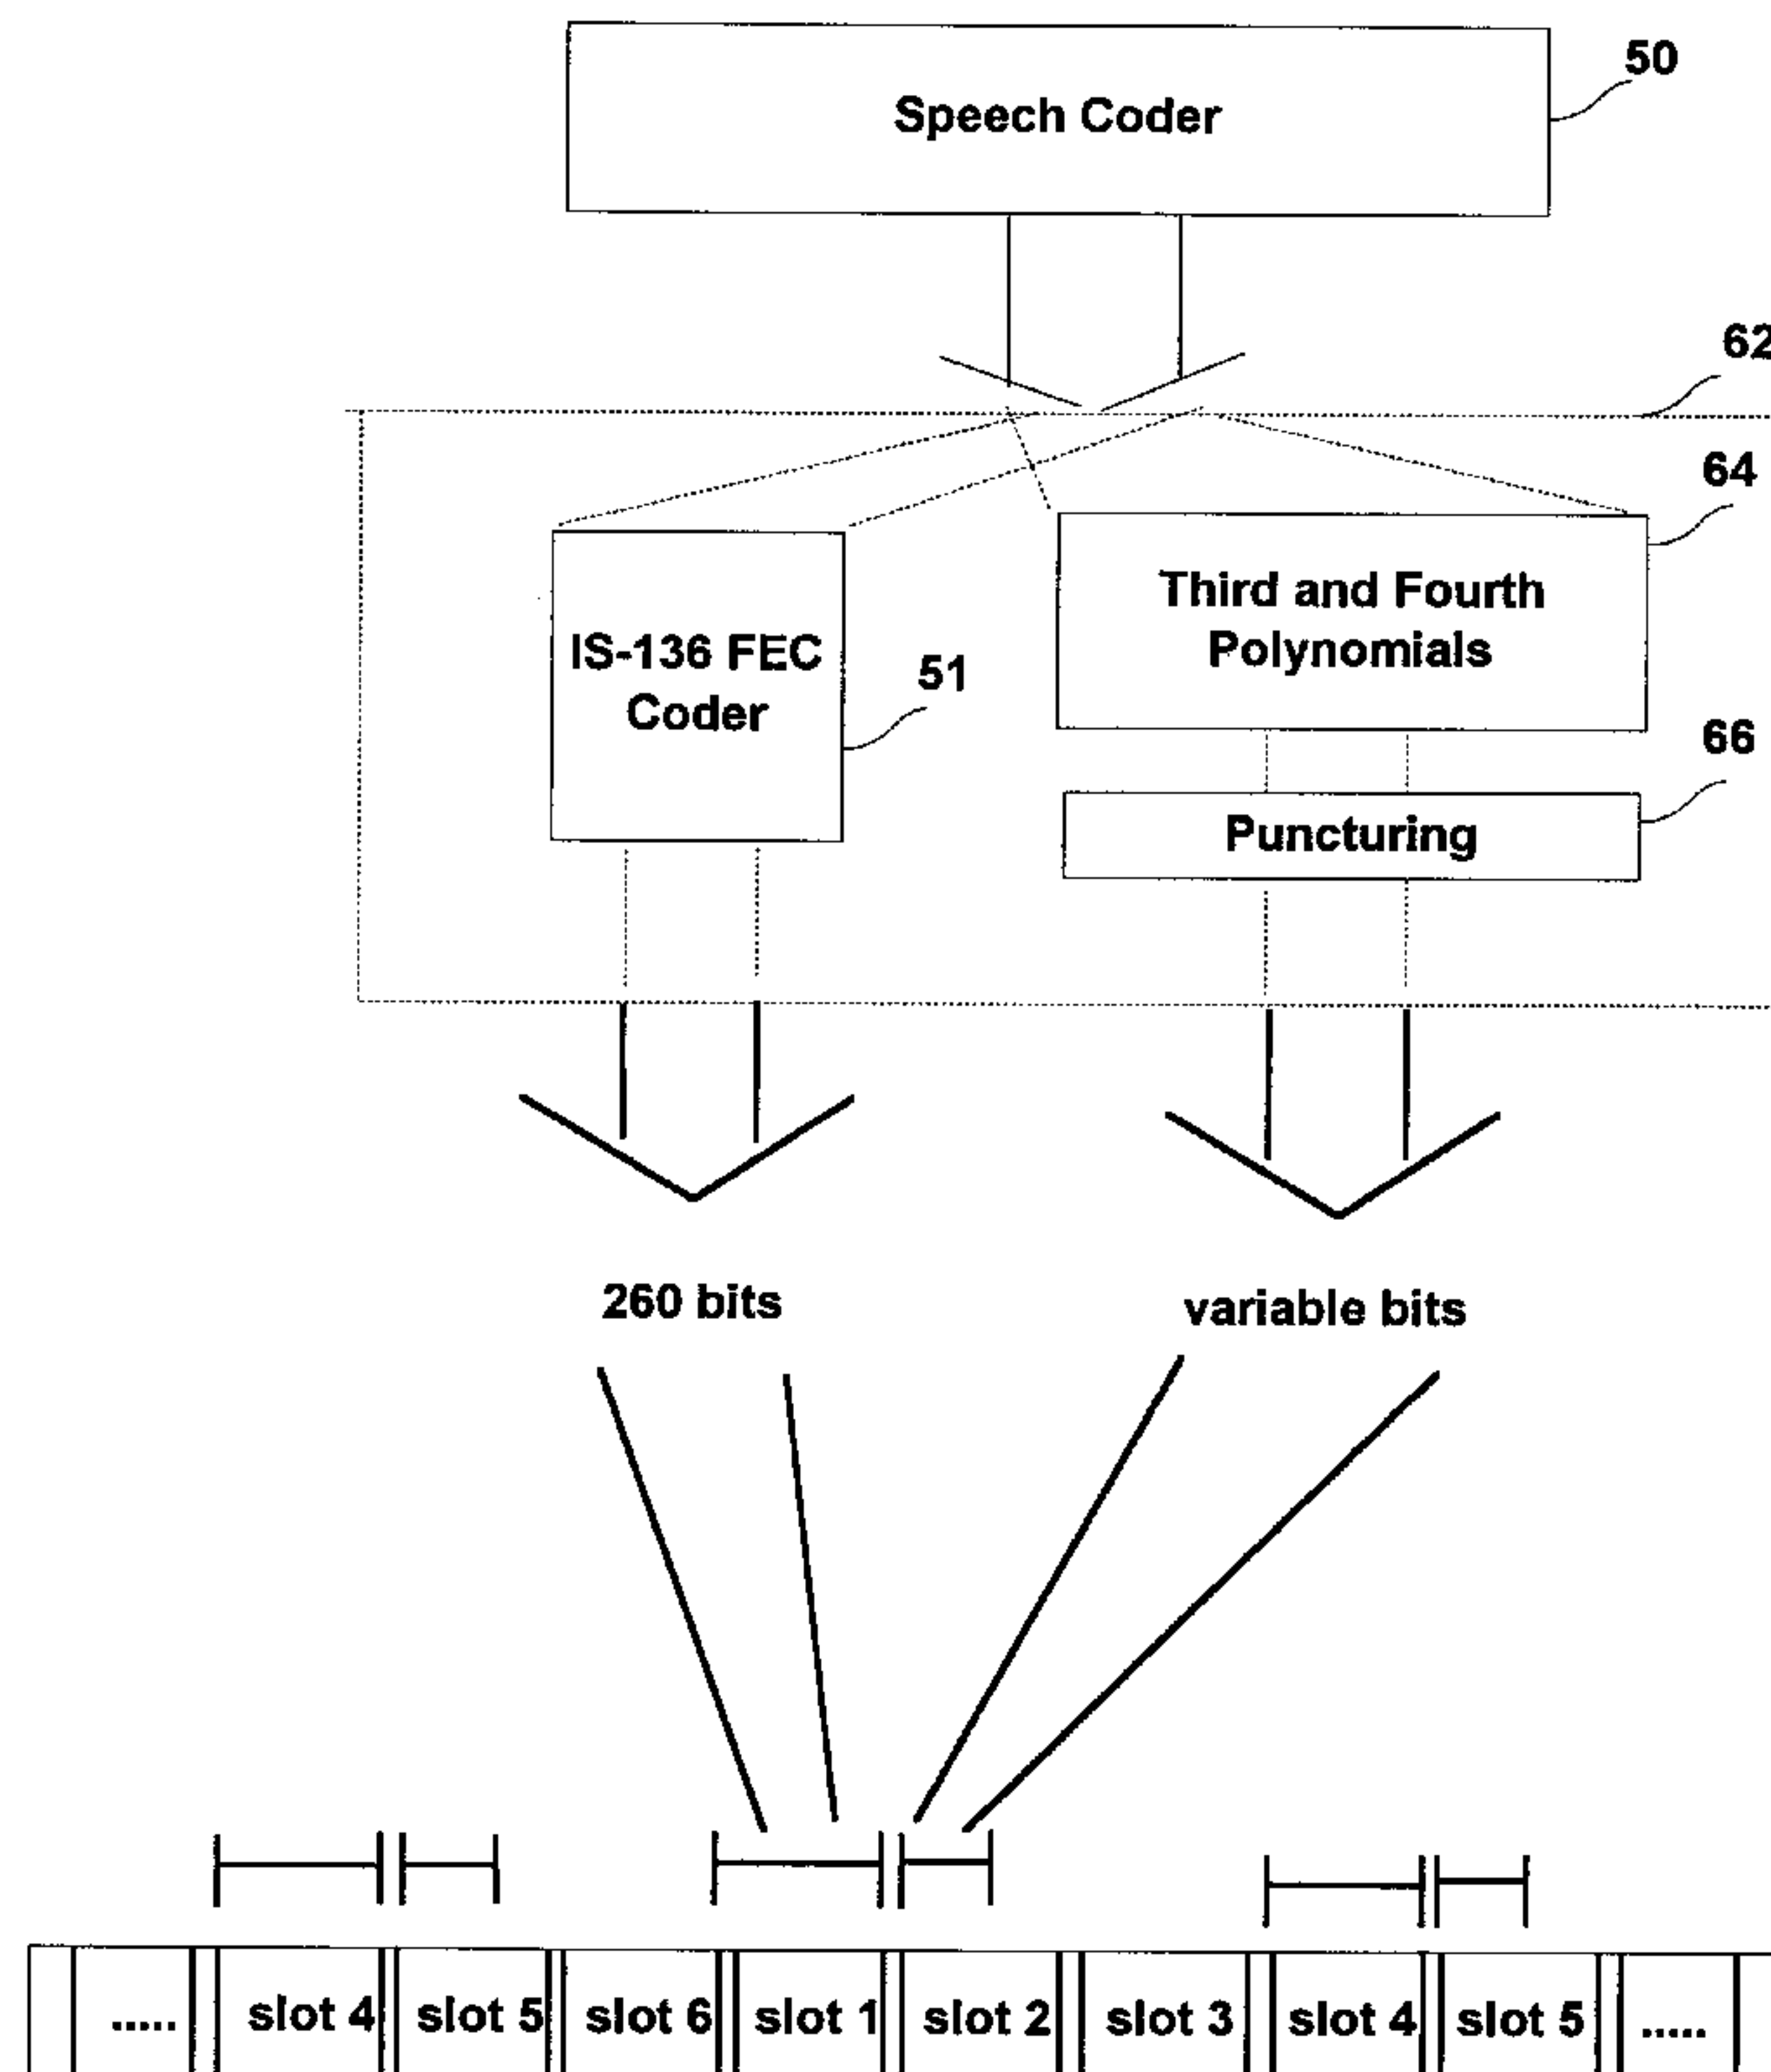 50
Speech Coder
62
64
Third and Fourth
Polynomials
IS-136 FEC
Coder
51
66
Puncturing
260 bits
variable bits
..... slot 4 slot 5 slot 6 slot 1 slot 2 slot 3 slot 4 slot 5 .....